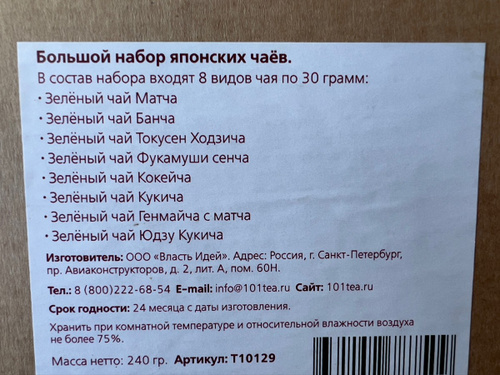 Большой набор японских чаёв.
В состав набора входят 8 видов чая по 30 грамм:
· Зелёный чай Матча
· Зелёный чай Банча
· Зелёный чай Токусен Ходзича
· Зелёный чай Фукамуши сенча
· Зелёный чай Кокейча
· Зелёный чай Кукича
· Зелёный чай Генмайча с матча
· Зелёный чай Юдзу Кукича
Изготовитель: ООО «Власть Идей». Адрес: Россия, г. Санкт-Петербург,
пр. Авиаконструкторов, д. 2, лит. А, пом. 60Н.
Тел.: 8 (800)222-68-54 E-mail: info@101tea.ru Сайт: 101tea.ru
Срок годности: 24 месяца с даты изготовления.
Хранить при комнатной температуре и относительной влажности воздуха
не более 75%.
Масса нетто: 240 гр. Артикул: T10129